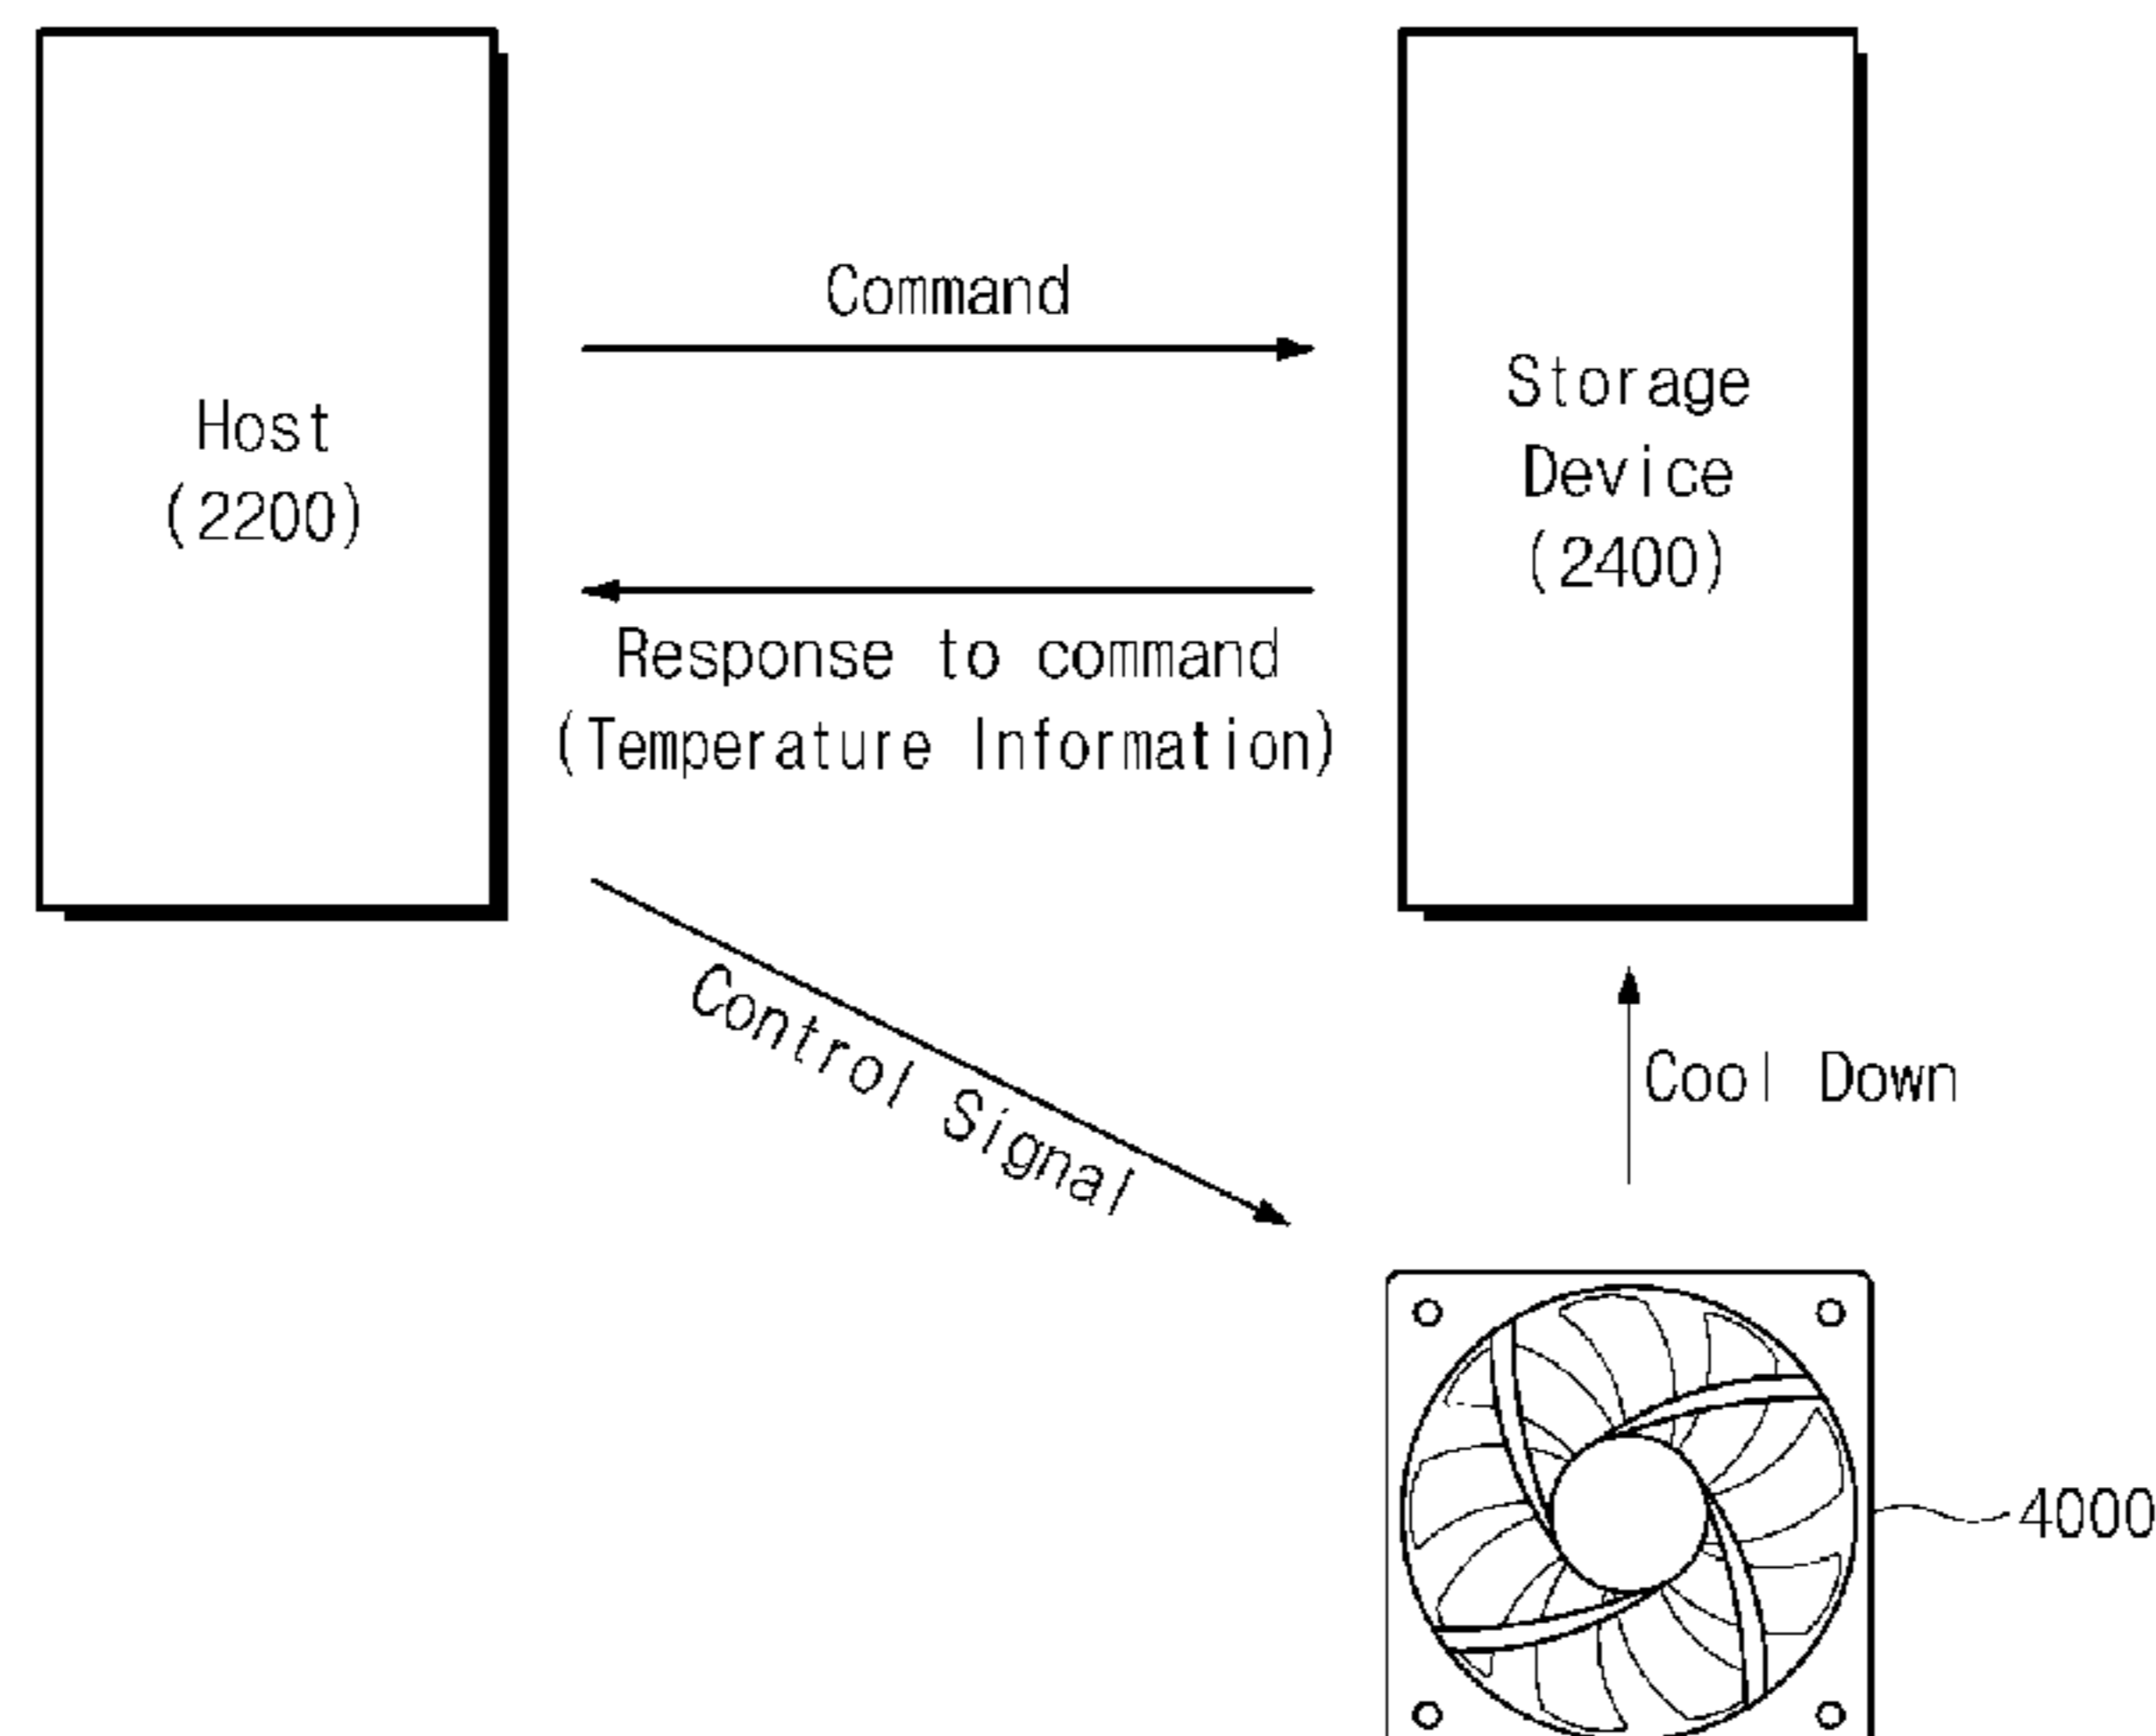 Host
(2200)
Command
Storage
Device
(2400)
Response to command
(Temperature Information)
Control Signal
Cool Down
4000